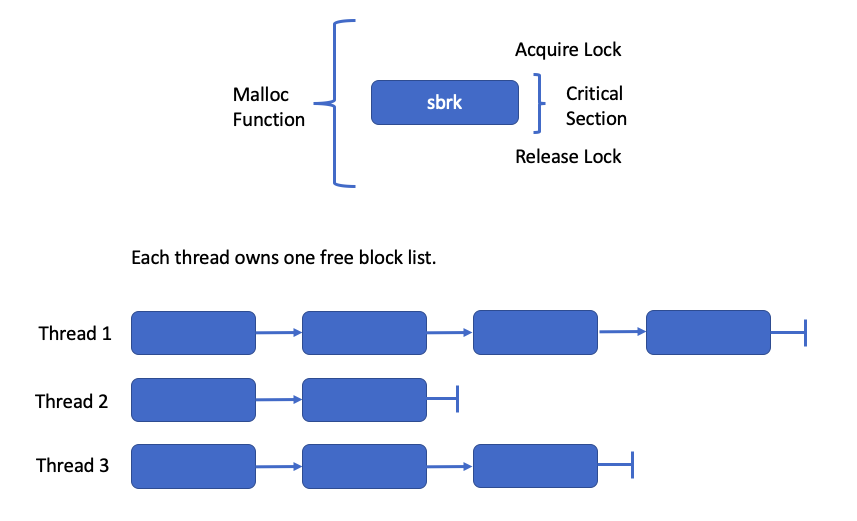 Acquire Lock
Malloc
Function
sbrk
Critical
Section
Release Lock
Each thread owns one free block list.
Thread 1
Thread 2
Thread 3